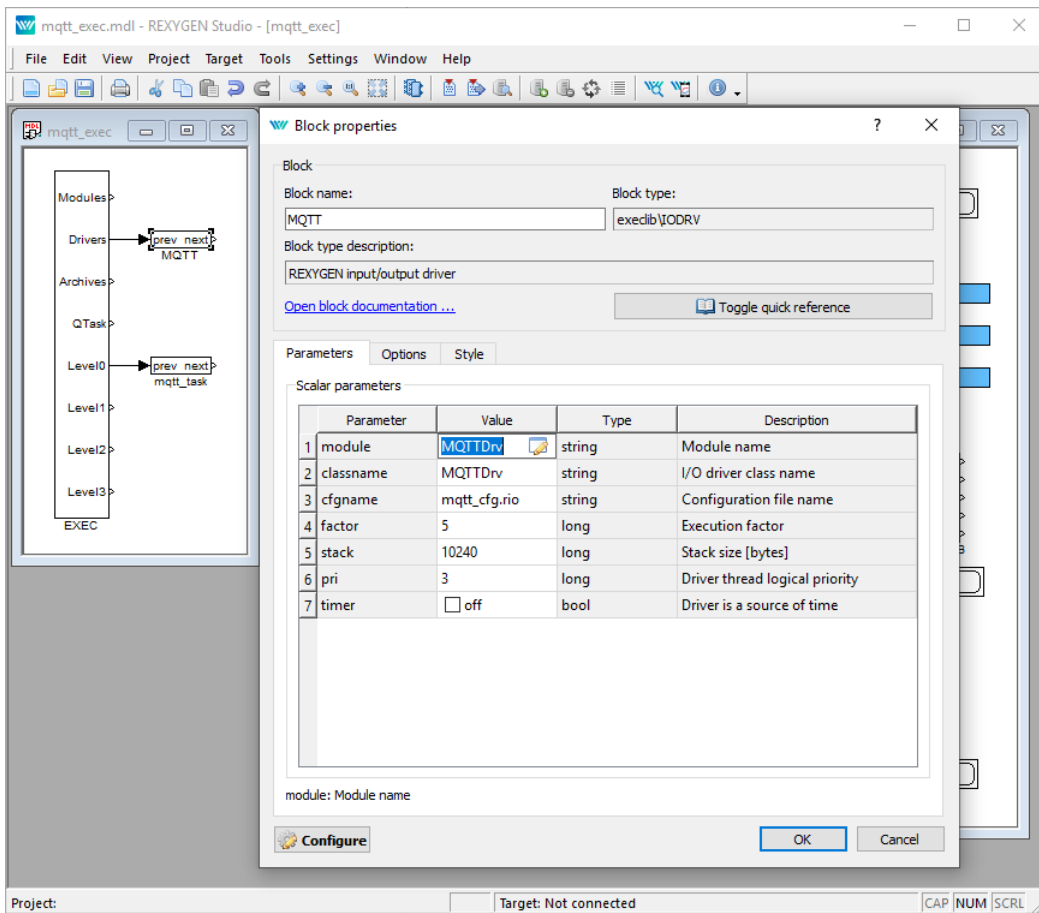 mqtt_exec.mdl - REXYGEN Studio - [mqtt_exec]
File Edit View Project Target Tools Settings Window Help
mqtt_exec
Modules
Drivers
prev next
MQTT
Archives
QTask
Level0
prev next
mqtt_task
Level1
Level2
Level3
EXEC
Block properties
?
Block
Block name: Block type:
MQTT execlib\IODRV
Block type description:
REXYGEN input/output driver
Open block documentation ... Toggle quick reference
Parameters Options Style
Scalar parameters
Parameter Value Type Description
1 module MQTTDrv string Module name
2 classname MQTTDrv string I/O driver class name
3 cfgname mqtt_cfg.rio string Configuration file name
4 factor 5 long Execution factor
5 stack 10240 long Stack size [bytes]
6 pri 3 long Driver thread logical priority
7 timer off bool Driver is a source of time
module: Module name
Configure OK Cancel
Project: Target: Not connected CAP NUM SCRL